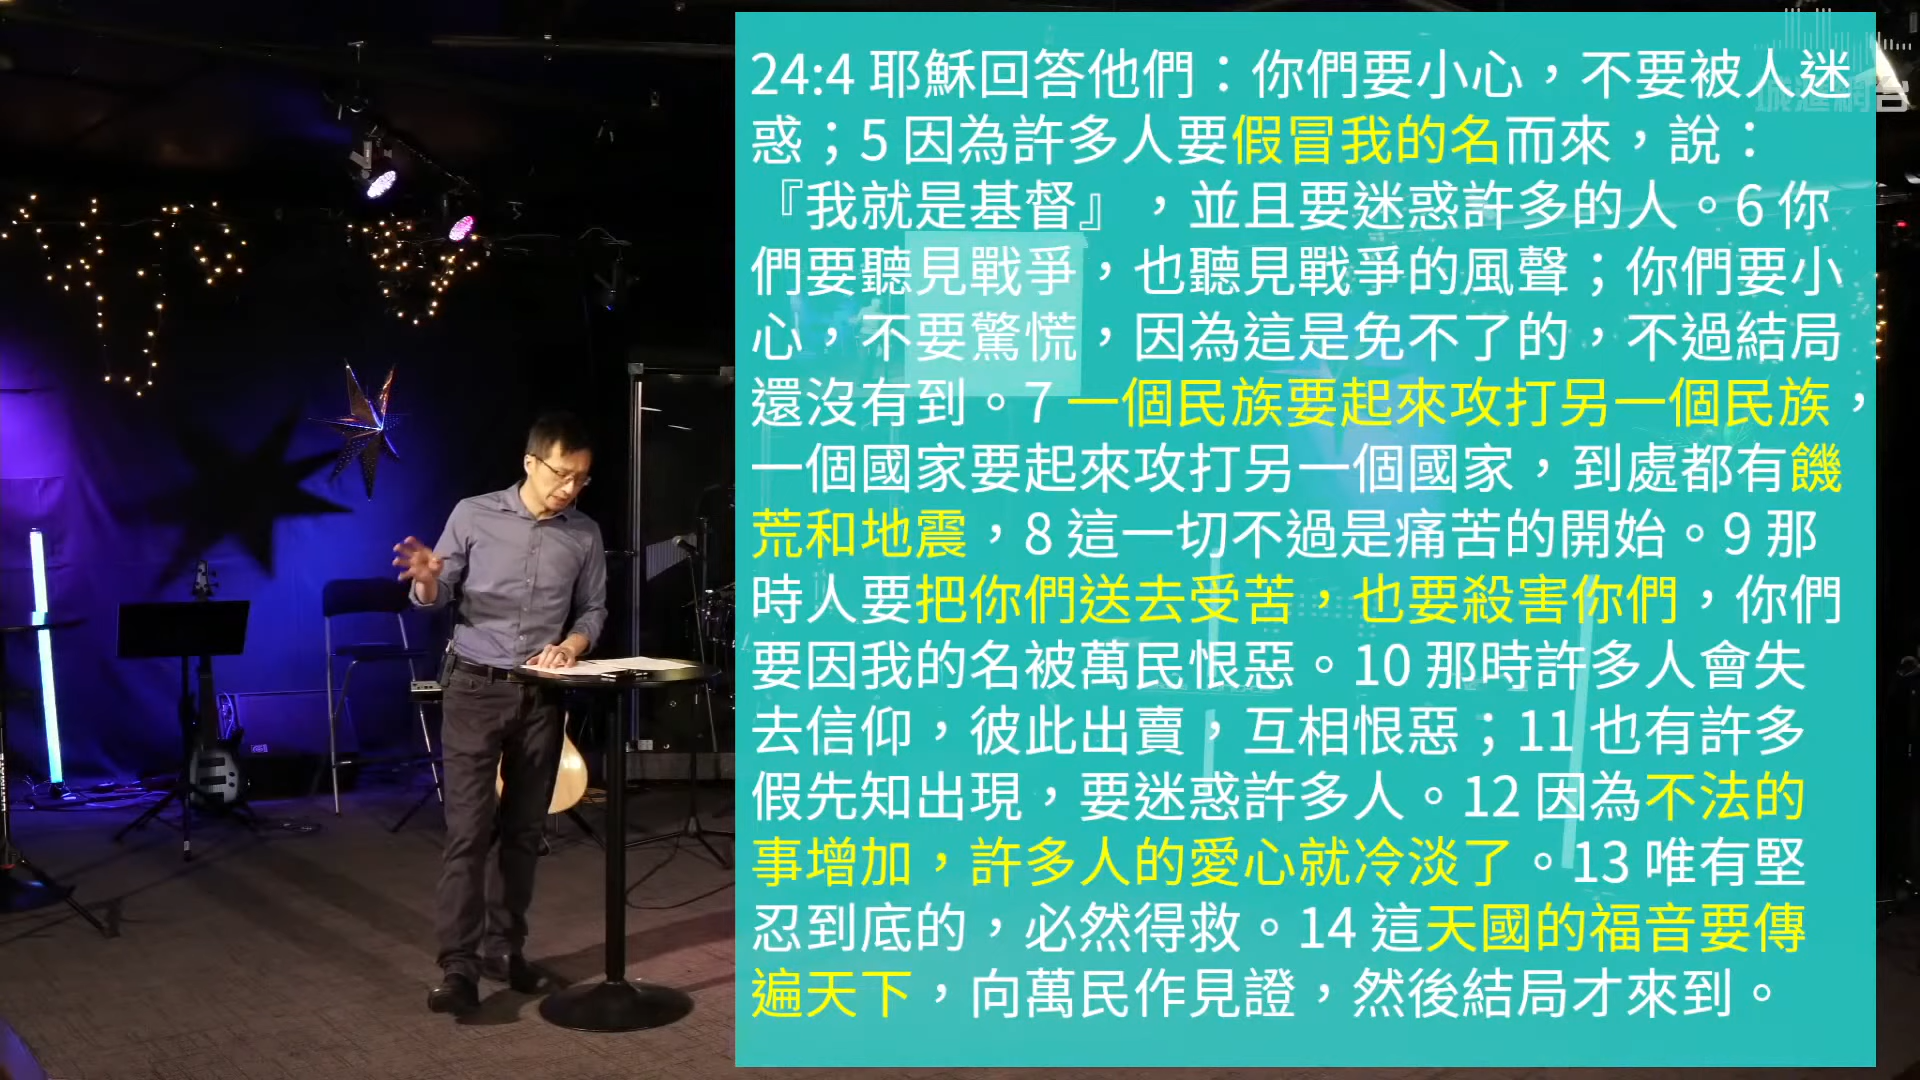 24:4 耶穌回答他們：你們要小心，不要被人迷
惑；5 因為許多人要假冒我的名而來，說：
『我就是基督』，並且要迷惑許多的人。6 你
們要聽見戰爭，也聽見戰爭的風聲；你們要小
心，不要驚慌，因為這是免不了的，不過結局
還沒有到。7 一個民族要起來攻打另一個民族，
一個國家要起來攻打另一個國家，到處都有饑
荒和地震，8 這一切不過是痛苦的開始。9 那
時人要把你們送去受苦，也要殺害你們，你們
要因我的名被萬民恨惡。10 那時許多人會失
去信仰，彼此出賣，互相恨惡；11 也有許多
假先知出現，要迷惑許多人。12 因為不法的
事增加，許多人的愛心就冷淡了。13 唯有堅
忍到底的，必然得救。14 這天國的福音要傳
遍天下，向萬民作見證，然後結局才來到。
城滙網台